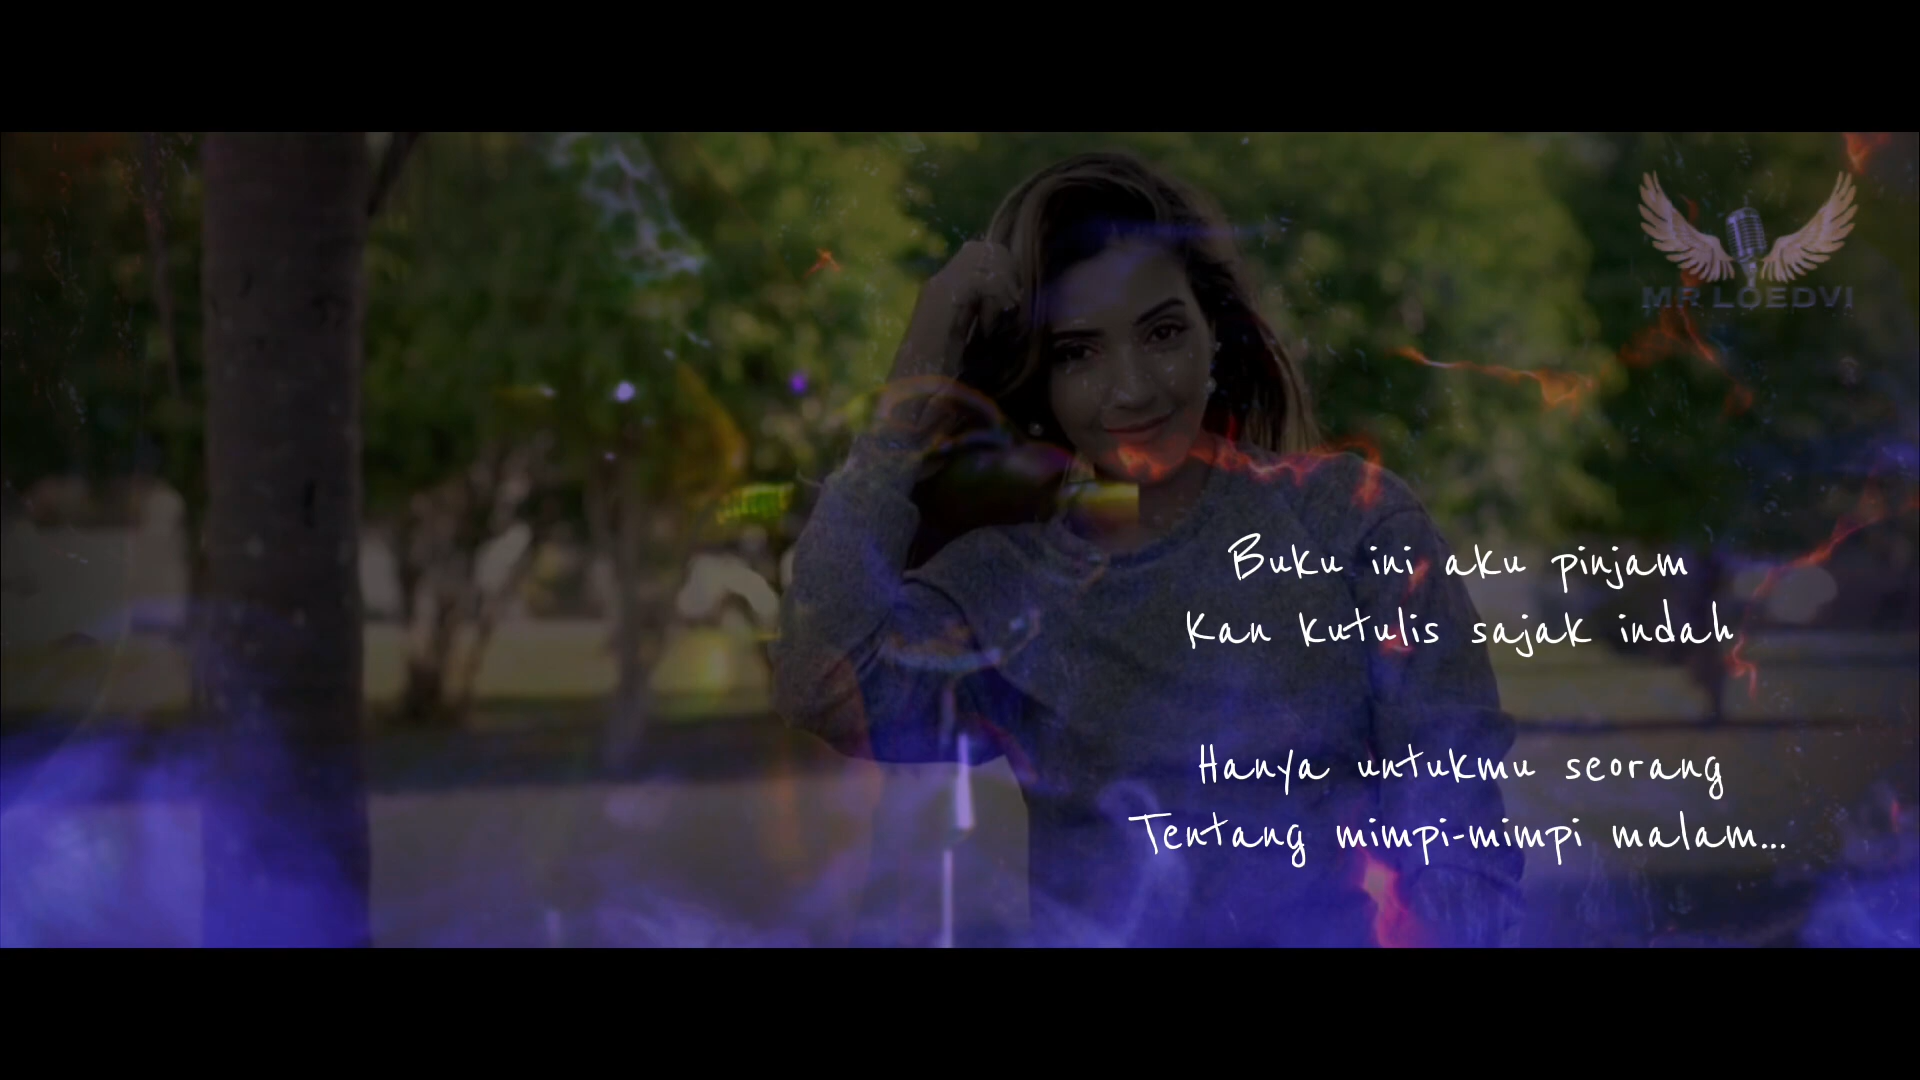 MR LOEDVI
Buku ini aku pinjam
Kan kutulis sajak indah
Hanya untukmu seorang
Tentang mimpi-mimpi malam...